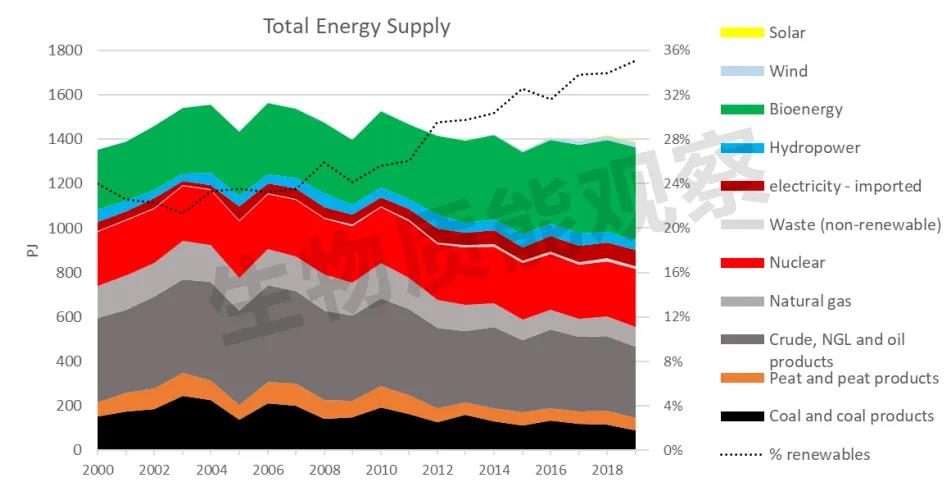 Total Energy Supply
1800
1600
1400
1200
1000
800
600
400
200
0
PJ
36%
32%
28%
24%
20%
16%
12%
8%
4%
0%
2000
2002
2004
2006
2008
2010
2012
2014
2016
2018
Solar
Wind
Bioenergy
Hydropower
electricity - imported
Waste (non-renewable)
Nuclear
Natural gas
Crude, NGL and oil
products
Peat and peat products
Coal and coal products
% renewables
生物质能观察